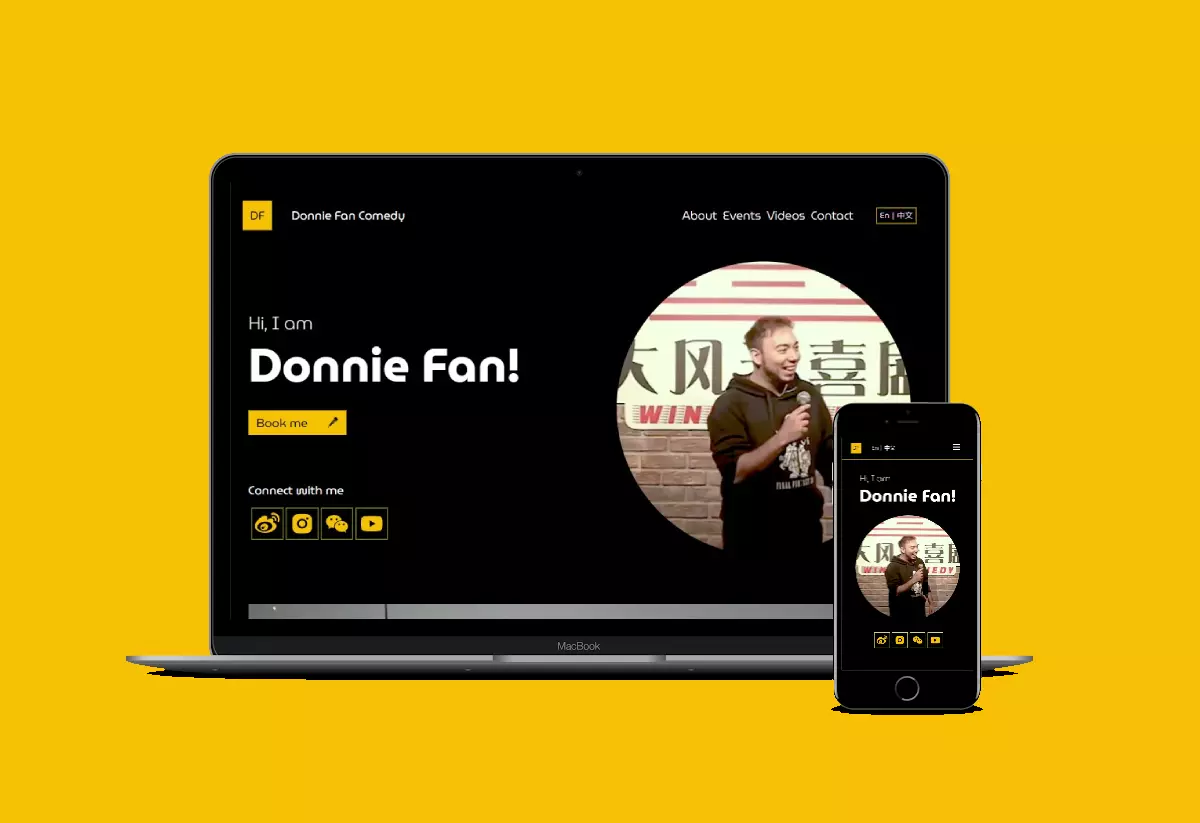 DF
Donnie Fan Comedy
About Events Videos Contact
En | 中文
Hi, I am
Donnie Fan!
Book me
Connect with me
大风 喜剧
WIN
MacBook
DF
En | 中文
Hi, I am
Donnie Fan!
大风 喜剧
WIN EDY